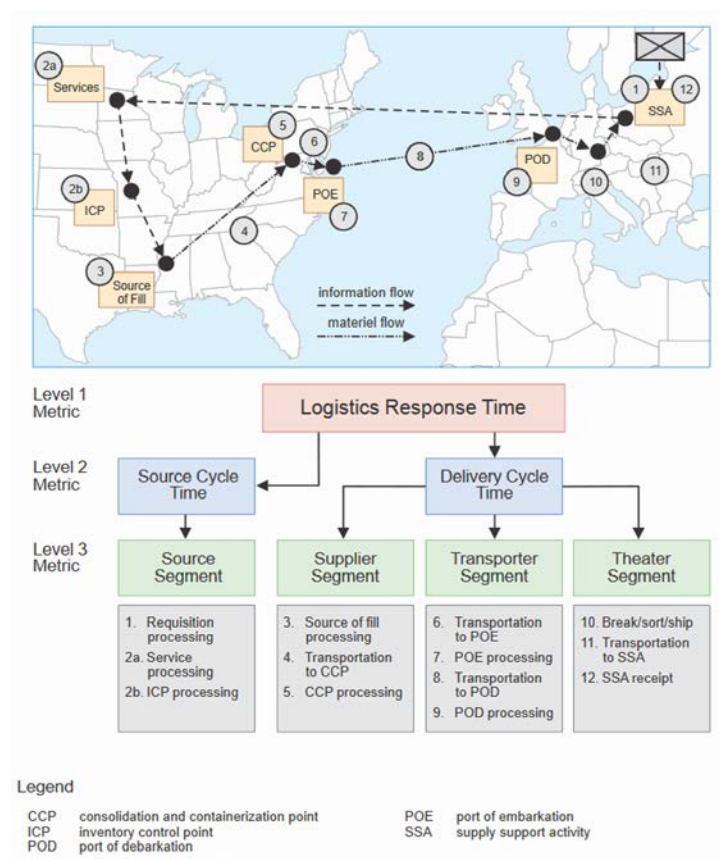 2a
Services
5
CCP
6
1
12
SSA
2b
ICP
POD
8
9
10
11
POE
7
4
3
Source
of Fill
information flow
materiel flow
Level 1
Metric
Logistics Response Time
Level 2
Metric
Source Cycle
Time
Delivery Cycle
Time
Level 3
Metric
Source
Segment
Supplier
Segment
Transporter
Segment
Theater
Segment
1. Requisition
processing
2a. Service
processing
2b. ICP processing
3. Source of fill
processing
4. Transportation
to CCP
5. CCP processing
6. Transportation
to POE
7. POE processing
8. Transportation
to POD
9. POD processing
10. Break/sort/ship
11. Transportation
to SSA
12. SSA receipt
Legend
CCP consolidation and containerization point
ICP inventory control point
POD port of debarkation
POE port of embarkation
SSA supply support activity